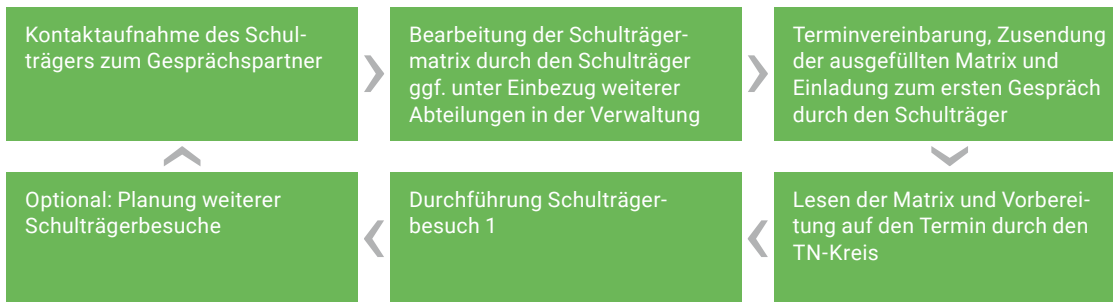 Kontaktaufnahme des Schul-
trägers zum Gesprächspartner
Bearbeitung der Schulträger-
matrix durch den Schulträger
ggf. unter Einbezug weiterer
Abteilungen in der Verwaltung
Terminvereinbarung, Zusendung
der ausgefüllten Matrix und
Einladung zum ersten Gespräch
durch den Schulträger
Lesen der Matrix und Vorberei-
tung auf den Termin durch den
TN-Kreis
Durchführung Schulträger-
besuch 1
Optional: Planung weiterer
Schulträgerbesuche